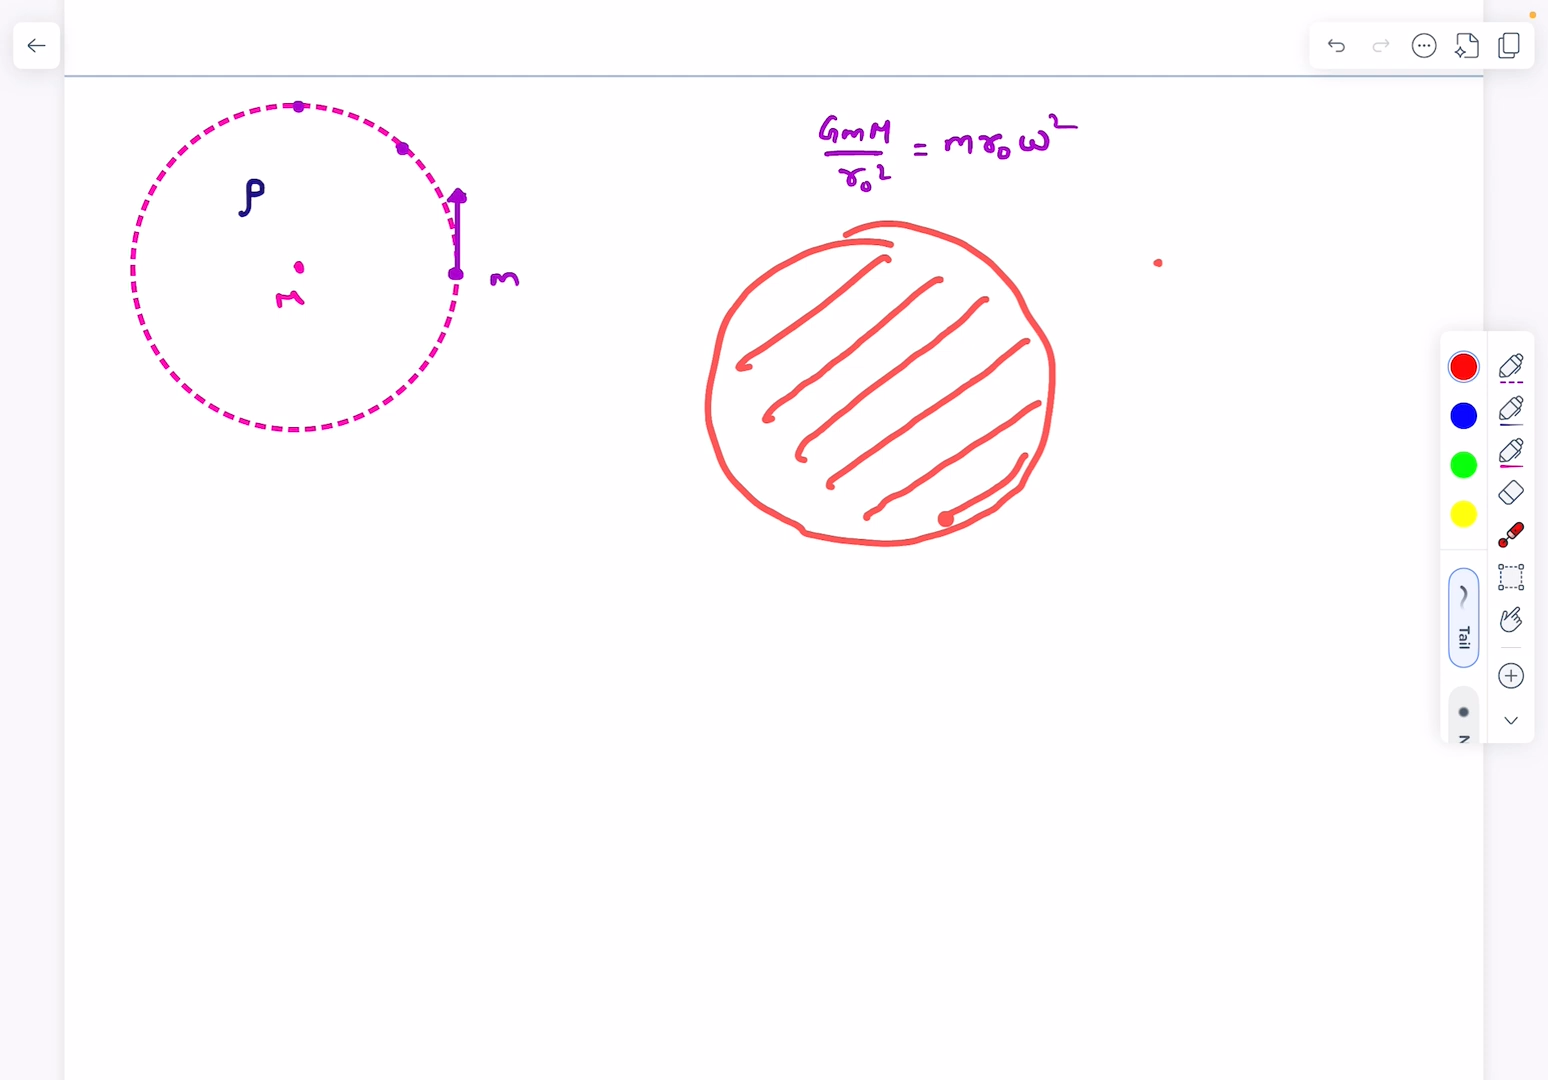 GmM/r₀² = mr₀ω²
ρ
m
Tail